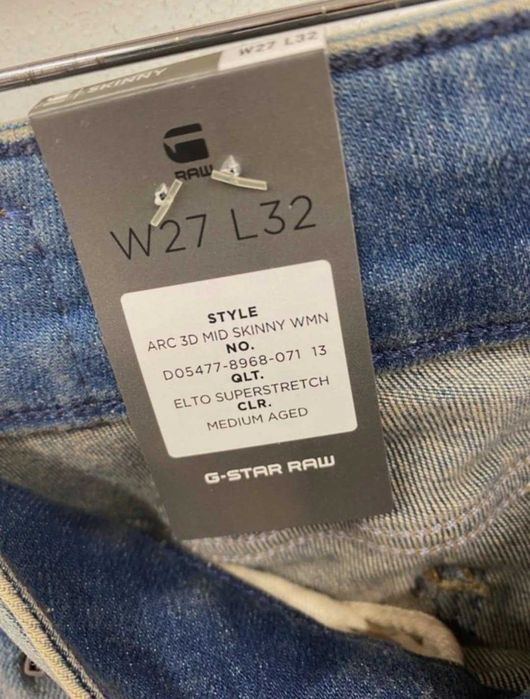 SKINNY
W27 L32
RAW
W27 L32
STYLE
ARC 3D MID SKINNY WMN
NO.
D05477-8968-071 13
QLT.
ELTO SUPERSTRETCH
CLR.
MEDIUM AGED
G-STAR RAW